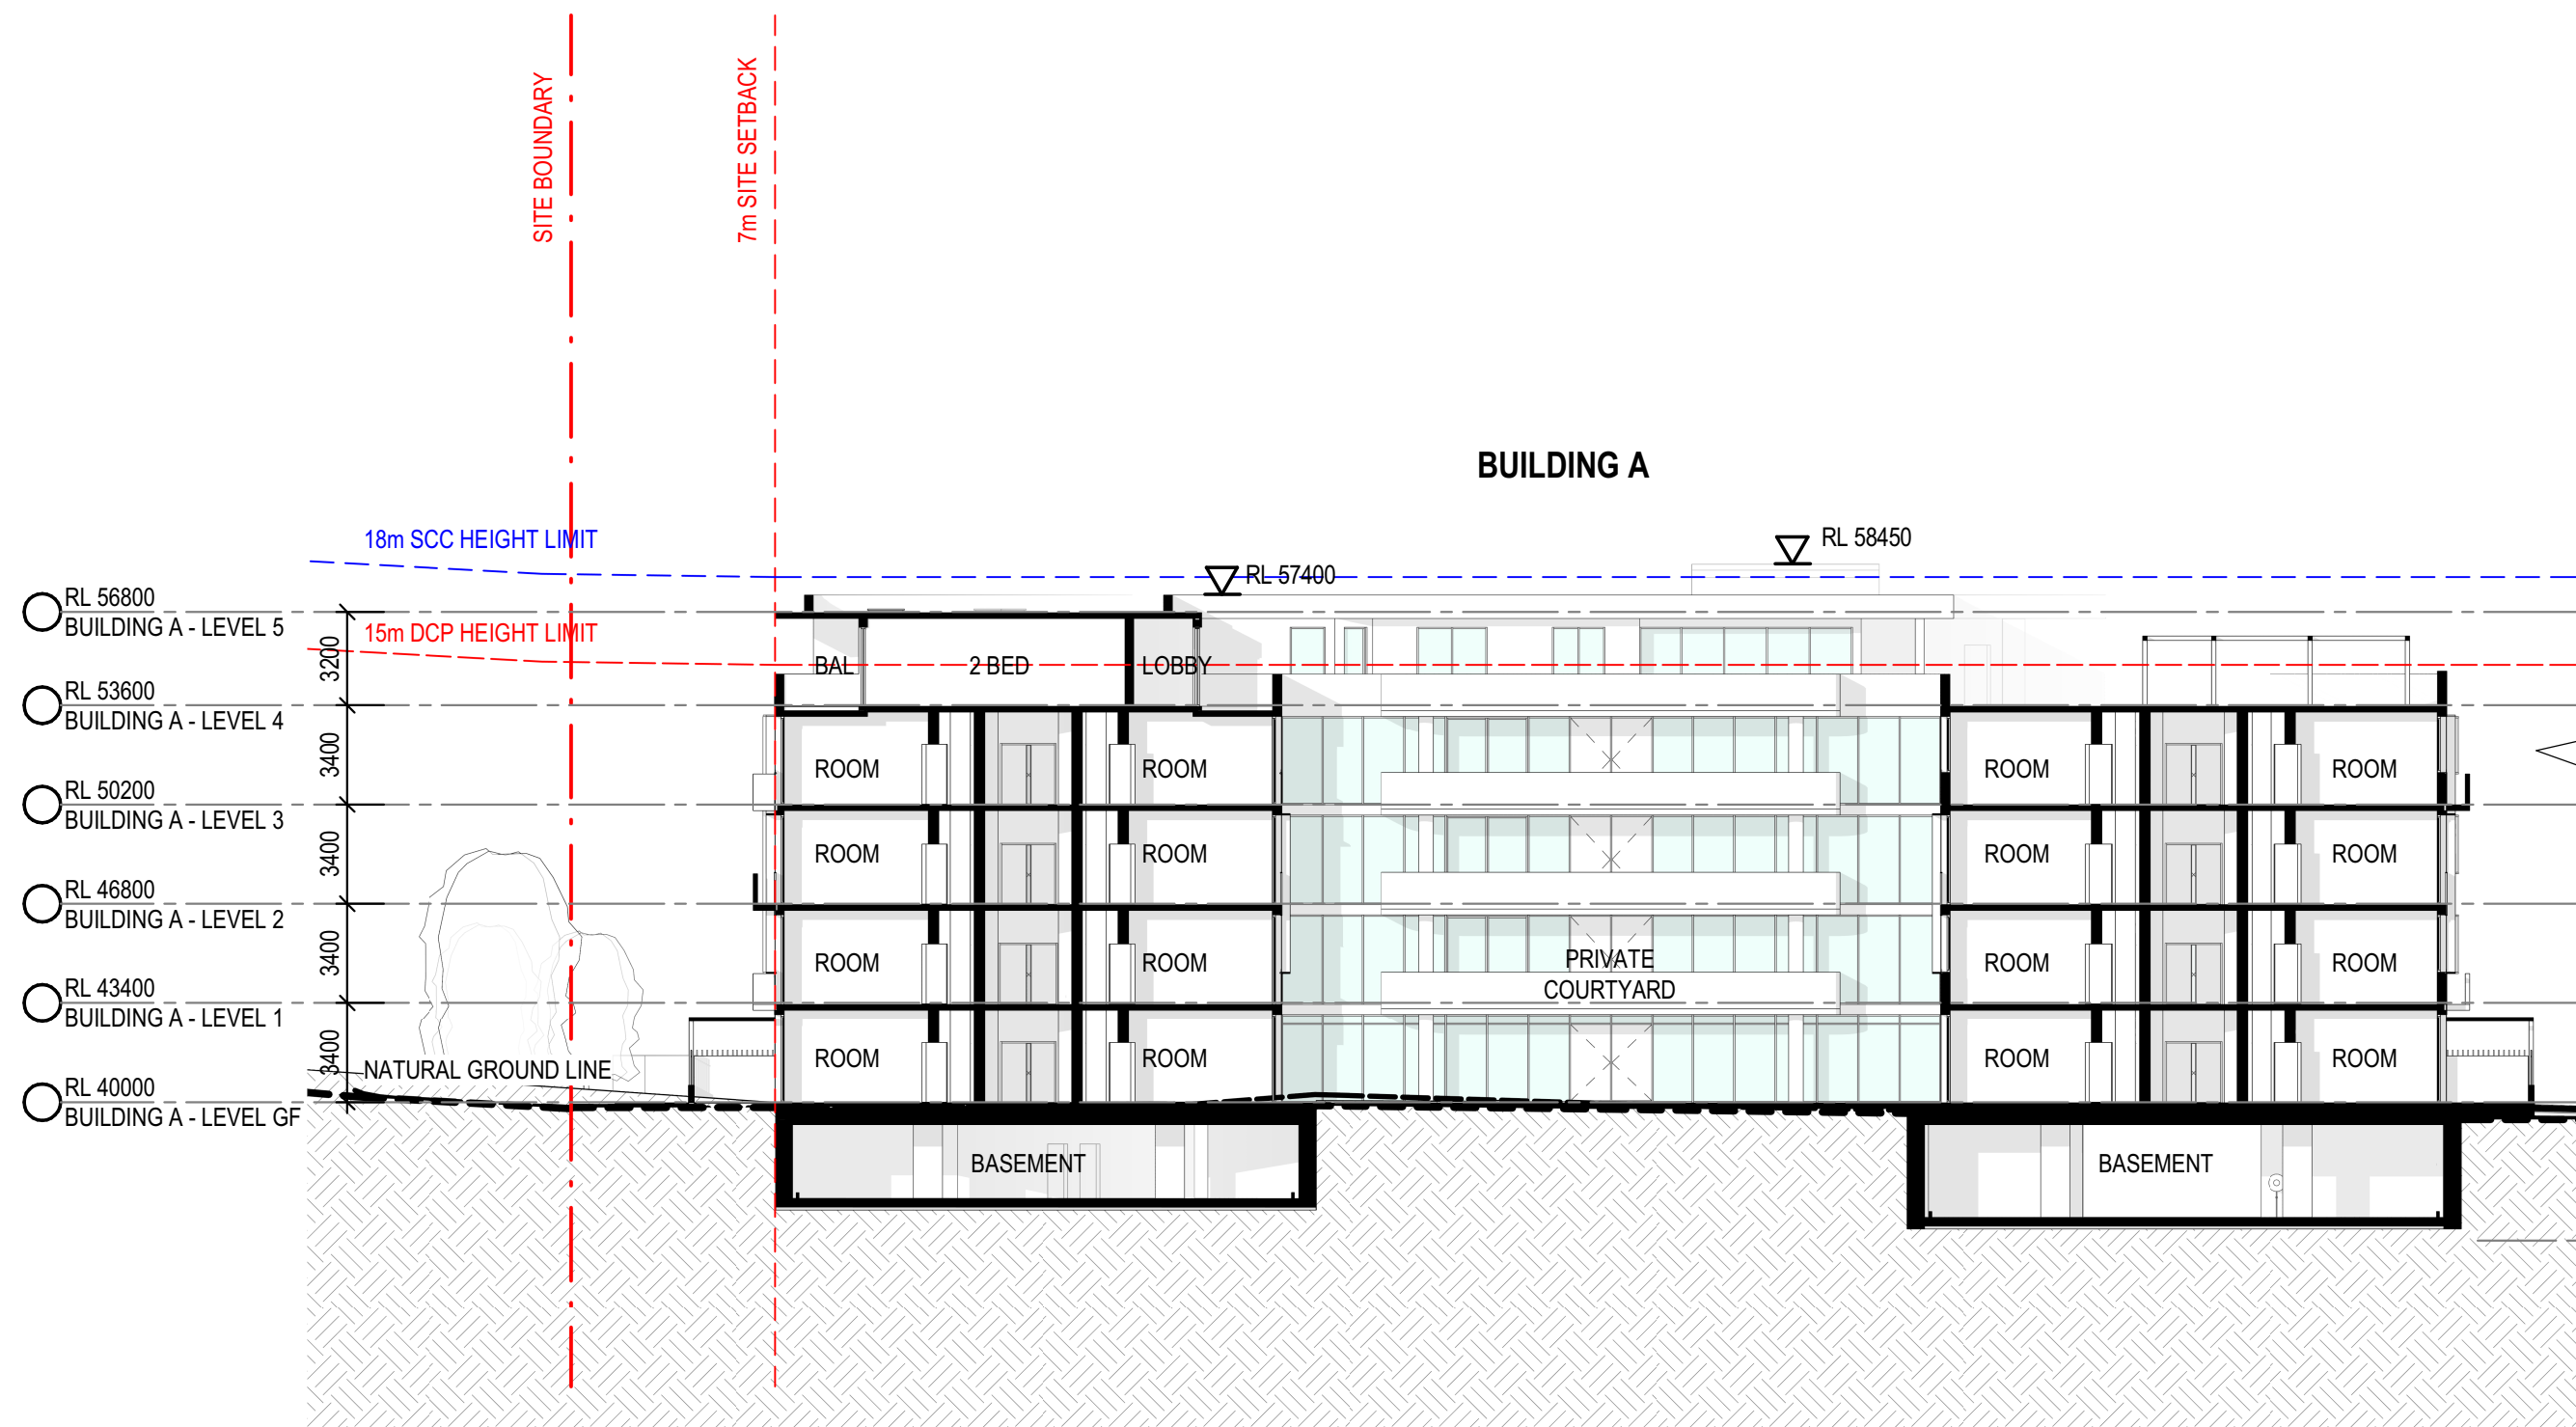 SITE BOUNDARY
7m SITE SETBACK
BUILDING A
18m SCC HEIGHT LIMIT
RL 58450
RL 57400
RL 56800
BUILDING A - LEVEL 5
15m DCP HEIGHT LIMIT
3200
BAL
2 BED
LOBBY
RL 53600
BUILDING A - LEVEL 4
3400
ROOM
ROOM
ROOM
ROOM
RL 50200
BUILDING A - LEVEL 3
3400
ROOM
ROOM
ROOM
ROOM
RL 46800
BUILDING A - LEVEL 2
3400
ROOM
ROOM
PRIVATE
COURTYARD
ROOM
ROOM
RL 43400
BUILDING A - LEVEL 1
3400
ROOM
ROOM
ROOM
ROOM
NATURAL GROUND LINE
RL 40000
BUILDING A - LEVEL GF
BASEMENT
BASEMENT